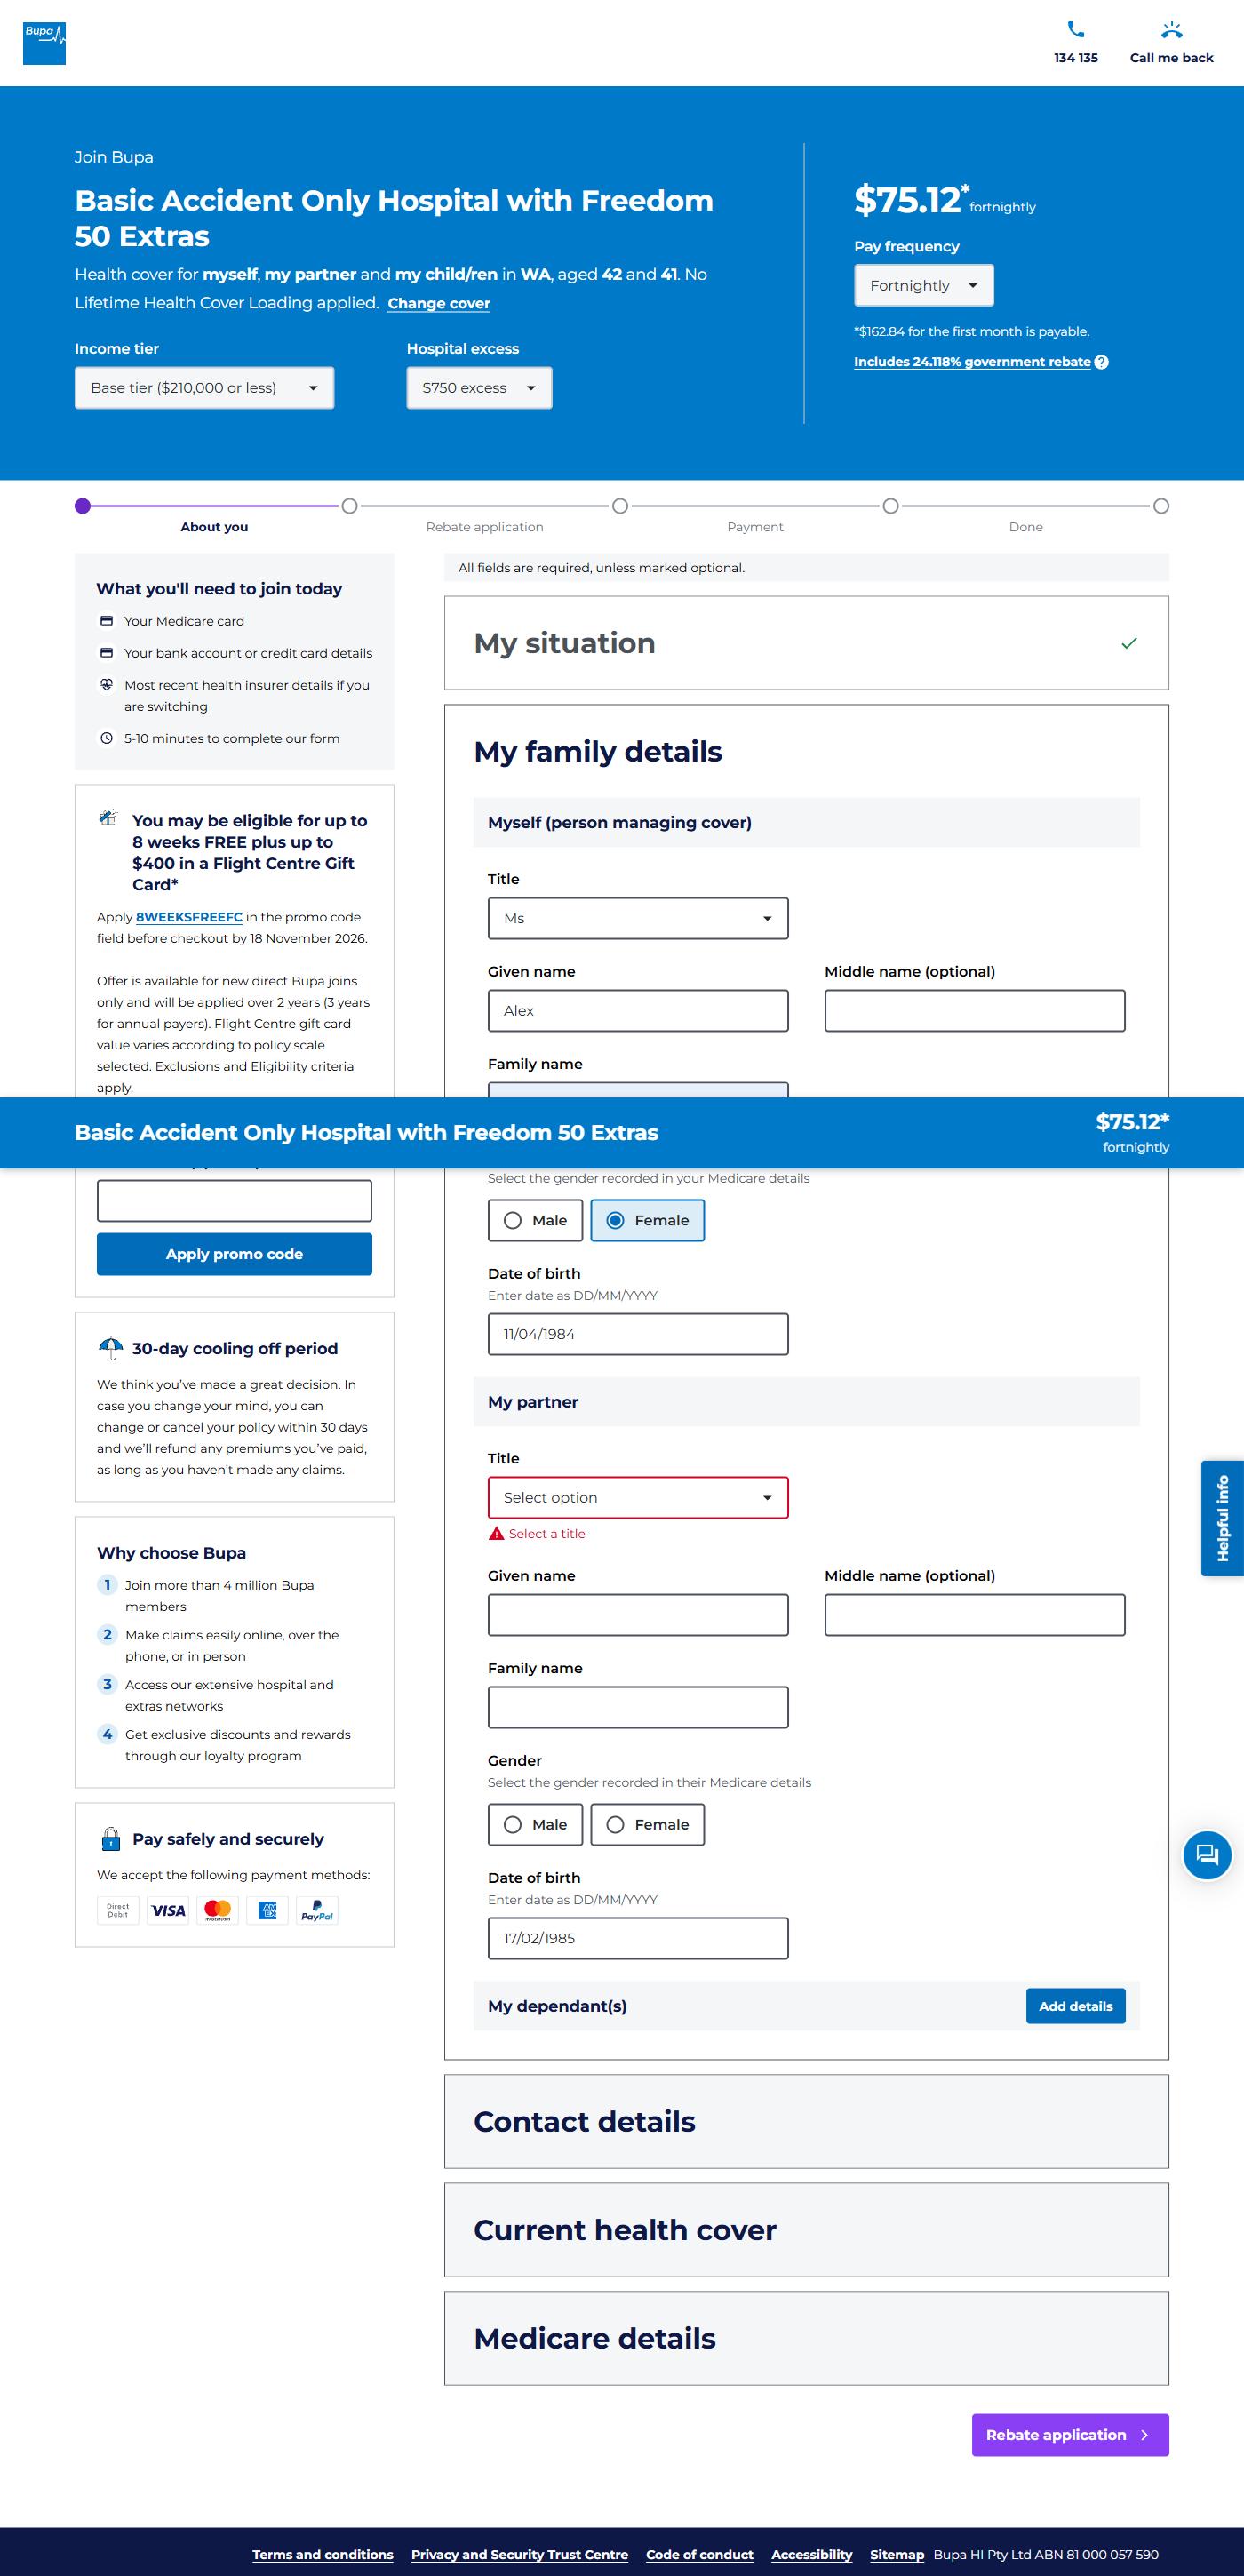 Bupa
134 135
Call me back
Join Bupa
Basic Accident Only Hospital with Freedom
50 Extras
Health cover for myself, my partner and my child/ren in WA, aged 42 and 41. No
Lifetime Health Cover Loading applied. Change cover
Income tier
Base tier ($210,000 or less)
Hospital excess
$750 excess
$75.12* fortnightly
Pay frequency
Fortnightly
*$162.84 for the first month is payable.
Includes 24.118% government rebate
About you
Rebate application
Payment
Done
What you'll need to join today
Your Medicare card
Your bank account or credit card details
Most recent health insurer details if you
are switching
5-10 minutes to complete our form
You may be eligible for up to
8 weeks FREE plus up to
$400 in a Flight Centre Gift
Card*
Apply 8WEEKSFREEFC in the promo code
field before checkout by 18 November 2026.
Offer is available for new direct Bupa joins
only and will be applied over 2 years (3 years
for annual payers). Flight Centre gift card
value varies according to policy scale
selected. Exclusions and Eligibility criteria
apply.
Apply promo code
30-day cooling off period
We think you've made a great decision. In
case you change your mind, you can
change or cancel your policy within 30 days
and we'll refund any premiums you've paid,
as long as you haven't made any claims.
Why choose Bupa
1 Join more than 4 million Bupa
members
2 Make claims easily online, over the
phone, or in person
3 Access our extensive hospital and
extras networks
4 Get exclusive discounts and rewards
through our loyalty program
Pay safely and securely
We accept the following payment methods:
Direct
Debit
VISA
mastercard
AM
EX
PayPal
All fields are required, unless marked optional.
My situation
My family details
Myself (person managing cover)
Title
Ms
Given name
Alex
Middle name (optional)
Family name
Basic Accident Only Hospital with Freedom 50 Extras
$75.12*
fortnightly
Select the gender recorded in your Medicare details
Male
Female
Date of birth
Enter date as DD/MM/YYYY
11/04/1984
My partner
Title
Select option
Select a title
Given name
Middle name (optional)
Family name
Gender
Select the gender recorded in their Medicare details
Male
Female
Date of birth
Enter date as DD/MM/YYYY
17/02/1985
My dependant(s)
Add details
Contact details
Current health cover
Medicare details
Rebate application
Helpful info
Terms and conditions
Privacy and Security Trust Centre
Code of conduct
Accessibility
Sitemap
Bupa HI Pty Ltd ABN 81 000 057 590